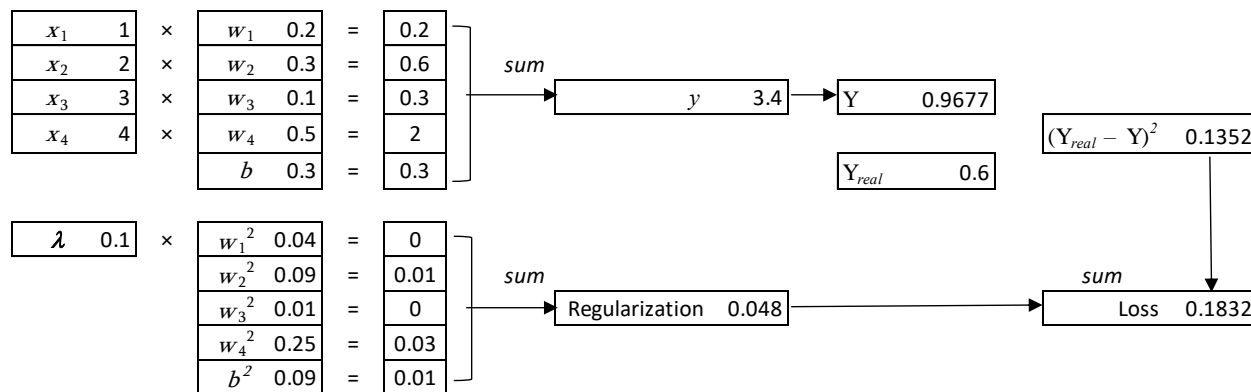 x₁ 1 × w₁ 0.2 = 0.2
x₂ 2 × w₂ 0.3 = 0.6 sum
x₃ 3 × w₃ 0.1 = 0.3 y 3.4 Y 0.9677
x₄ 4 × w₄ 0.5 = 2 (Y_real − Y)² 0.1352
b 0.3 = 0.3 Y_real 0.6
λ 0.1 × w₁² 0.04 = 0
w₂² 0.09 = 0.01 sum sum
w₃² 0.01 = 0 Regularization 0.048 Loss 0.1832
w₄² 0.25 = 0.03
b² 0.09 = 0.01